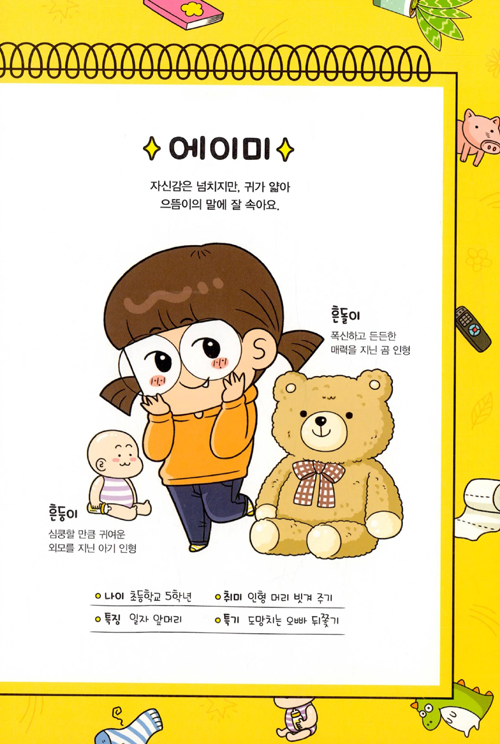 에이미
자신감은 넘치지만, 귀가 얇아
으뜸이의 말에 잘 속아요.
흔돌이
폭신하고 든든한
매력을 지닌 곰 인형
흔둥이
심쿵할 만큼 귀여운
외모를 지닌 아기 인형
나이 초등학교 5학년
취미 인형 머리 빗겨 주기
특징 일자 앞머리
특기 도망치는 오빠 뒤쫓기